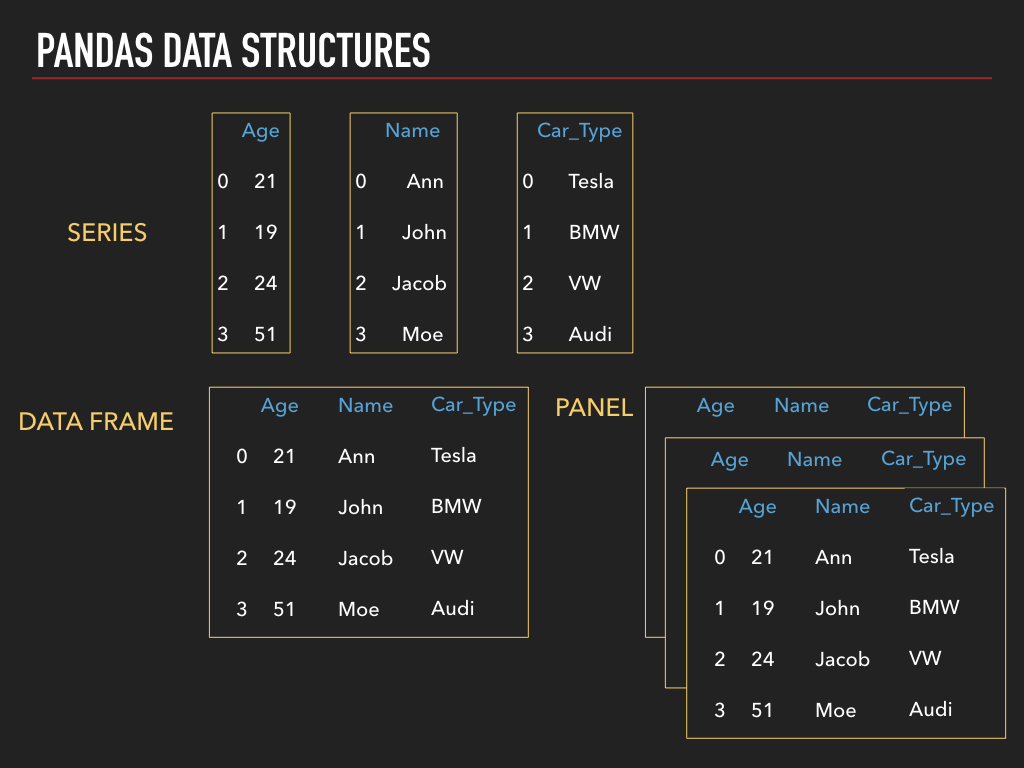 PANDAS DATA STRUCTURES
SERIES
Age
0 21
1 19
2 24
3 51
Name
0 Ann
1 John
2 Jacob
3 Moe
Car_Type
0 Tesla
1 BMW
2 VW
3 Audi
DATA FRAME
Age Name Car_Type
0 21 Ann Tesla
1 19 John BMW
2 24 Jacob VW
3 51 Moe Audi
PANEL
Age Name Car_Type
Age Name Car_Type
Age Name Car_Type
0 21 Ann Tesla
1 19 John BMW
2 24 Jacob VW
3 51 Moe Audi